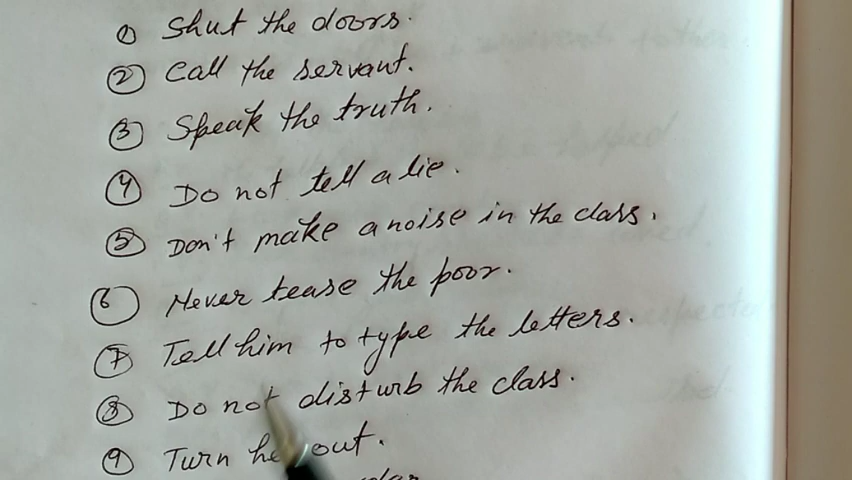 ① Shut the doors.
② Call the servant.
③ Speak the truth.
④ Do not tell a lie.
⑤ Don't make a noise in the class.
⑥ Never tease the poor.
⑦ Tell him to type the letters.
⑧ Do not disturb the class.
⑨ Turn out.